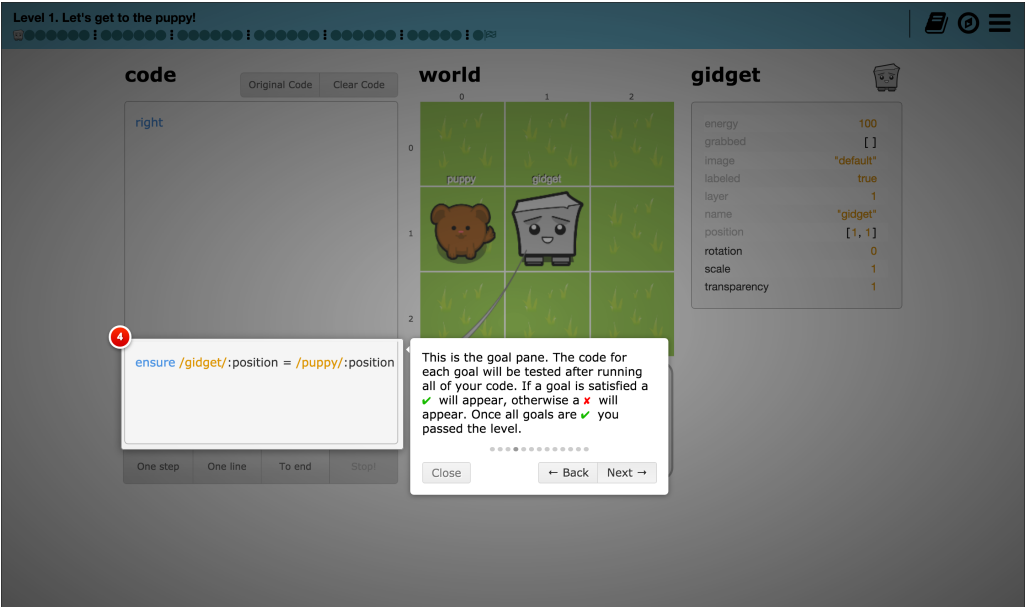 Level 1. Let's get to the puppy!
code
Original Code
Clear Code
right
4
ensure /gidget/:position = /puppy/:position
One step
One line
To end
Stop!
world
0 1 2
0
puppy gidget
1
2
This is the goal pane. The code for
each goal will be tested after running
all of your code. If a goal is satisfied a
✔ will appear, otherwise a ✘ will
appear. Once all goals are ✔ you
passed the level.
Close
← Back
Next →
gidget
energy 100
grabbed [ ]
image "default"
labeled true
layer 1
name "gidget"
position [1, 1]
rotation 0
scale 1
transparency 1